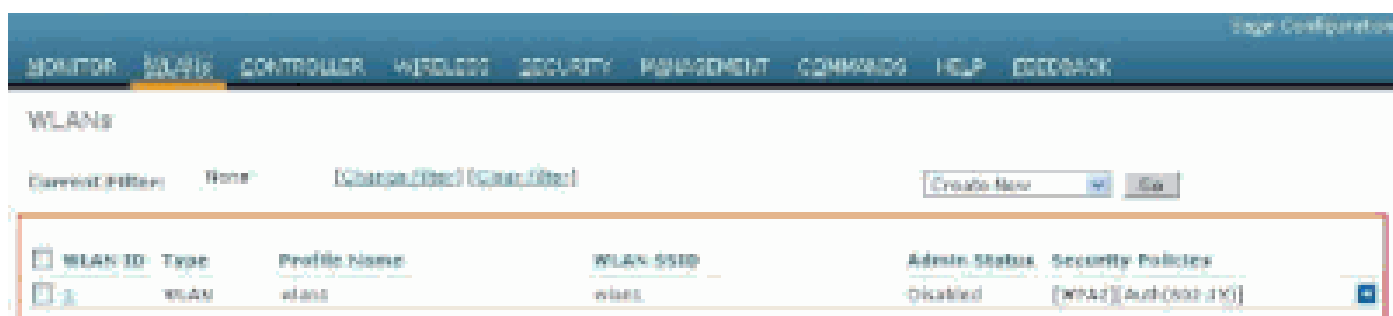 Save Configuration
MONITOR WLANs CONTROLLER WIRELESS SECURITY MANAGEMENT COMMANDS HELP FEEDBACK
WLANs
Current Filter: None [Change Filter] [Clear Filter]
Create New Go
WLAN ID Type Profile Name WLAN SSID Admin Status Security Policies
1 WLAN wlan1 wlan1 Disabled [WPA2][Auth(802.1X)]